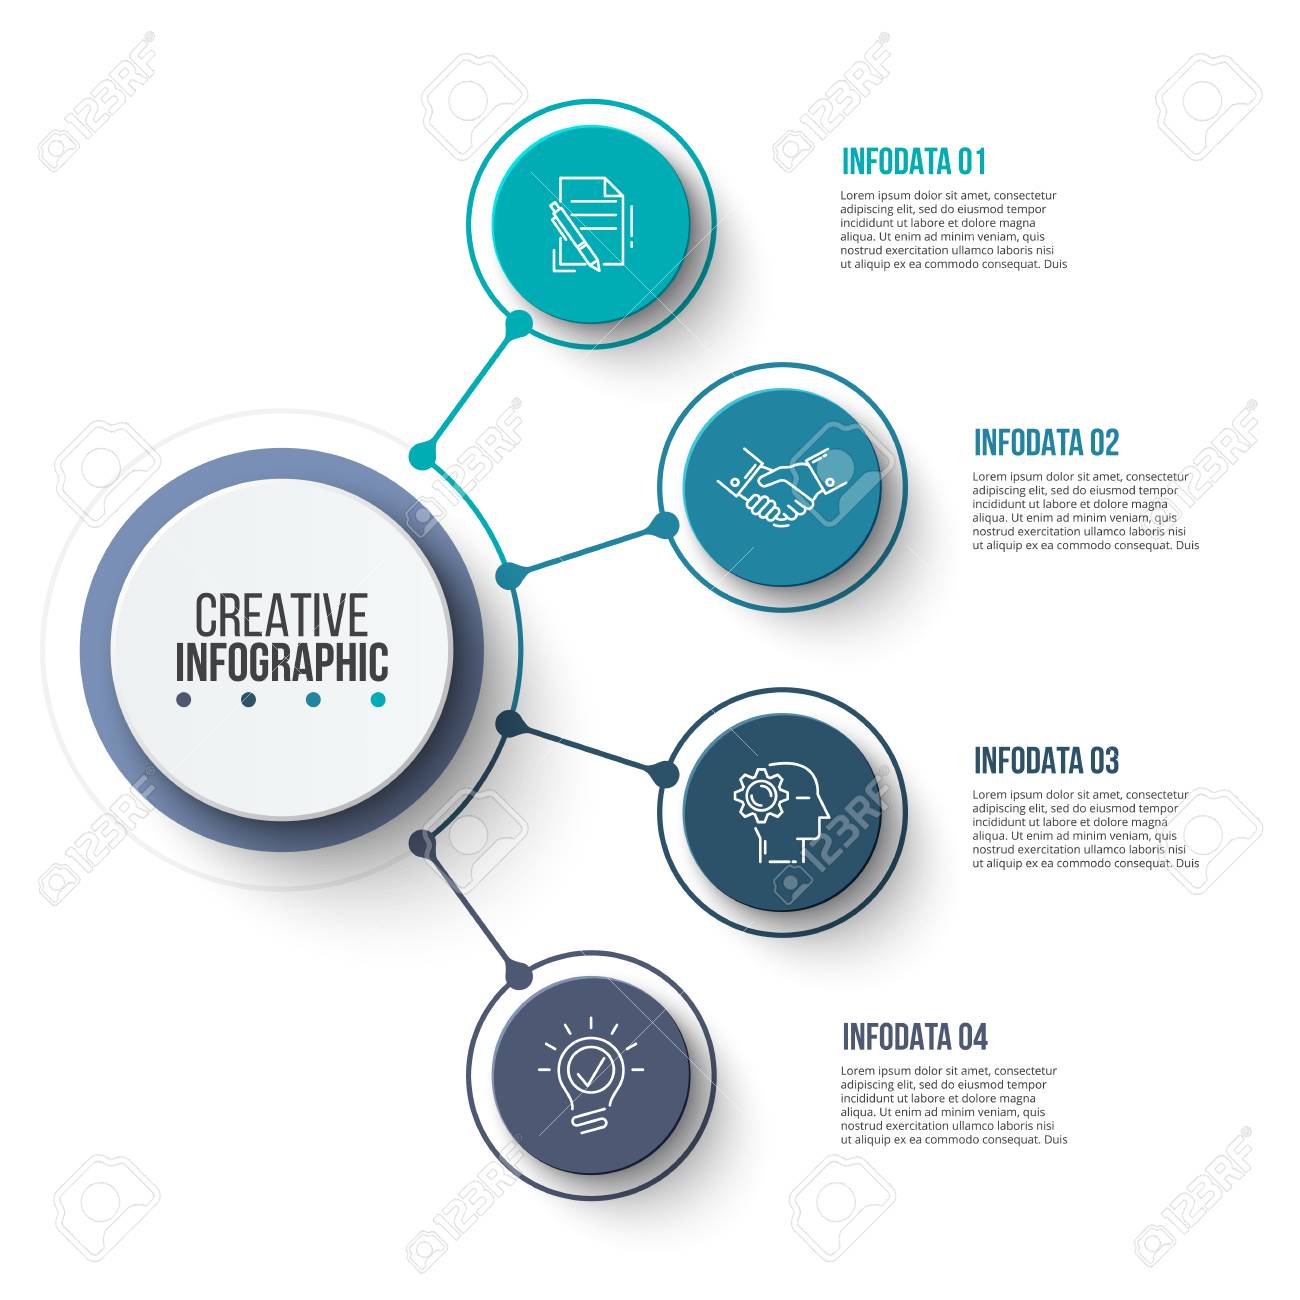 INFODATA 01
Lorem ipsum dolor sit amet, consectetur
adipiscing elit, sed do eiusmod tempor
incididunt ut labore et dolore magna
aliqua. Ut enim ad minim veniam, quis
nostrud exercitation ullamco laboris nisi
ut aliquip ex ea commodo consequat. Duis
INFODATA 02
Lorem ipsum dolor sit amet, consectetur
adipiscing elit, sed do eiusmod tempor
incididunt ut labore et dolore magna
aliqua. Ut enim ad minim veniam, quis
nostrud exercitation ullamco laboris nisi
ut aliquip ex ea commodo consequat. Duis
CREATIVE
INFOGRAPHIC
INFODATA 03
Lorem ipsum dolor sit amet, consectetur
adipiscing elit, sed do eiusmod tempor
incididunt ut labore et dolore magna
aliqua. Ut enim ad minim veniam, quis
nostrud exercitation ullamco laboris nisi
ut aliquip ex ea commodo consequat. Duis
INFODATA 04
Lorem ipsum dolor sit amet, consectetur
adipiscing elit, sed do eiusmod tempor
incididunt ut labore et dolore magna
aliqua. Ut enim ad minim veniam, quis
nostrud exercitation ullamco laboris nisi
ut aliquip ex ea commodo consequat. Duis
123RF
123RF
123RF
123RF
123RF
123RF
123RF
123RF